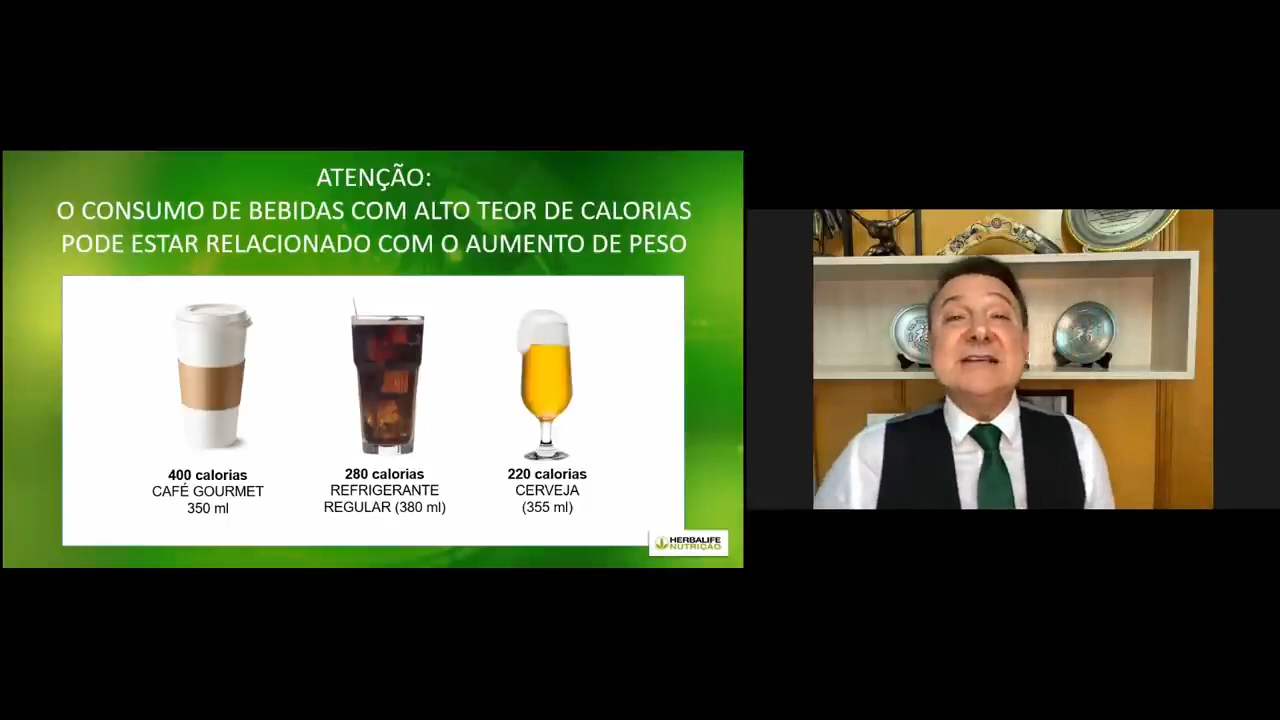 ATENÇÃO:
O CONSUMO DE BEBIDAS COM ALTO TEOR DE CALORIAS
PODE ESTAR RELACIONADO COM O AUMENTO DE PESO
400 calorias
CAFÉ GOURMET
350 ml
280 calorias
REFRIGERANTE
REGULAR (380 ml)
220 calorias
CERVEJA
(355 ml)
HERBALIFE
NUTRIÇÃO